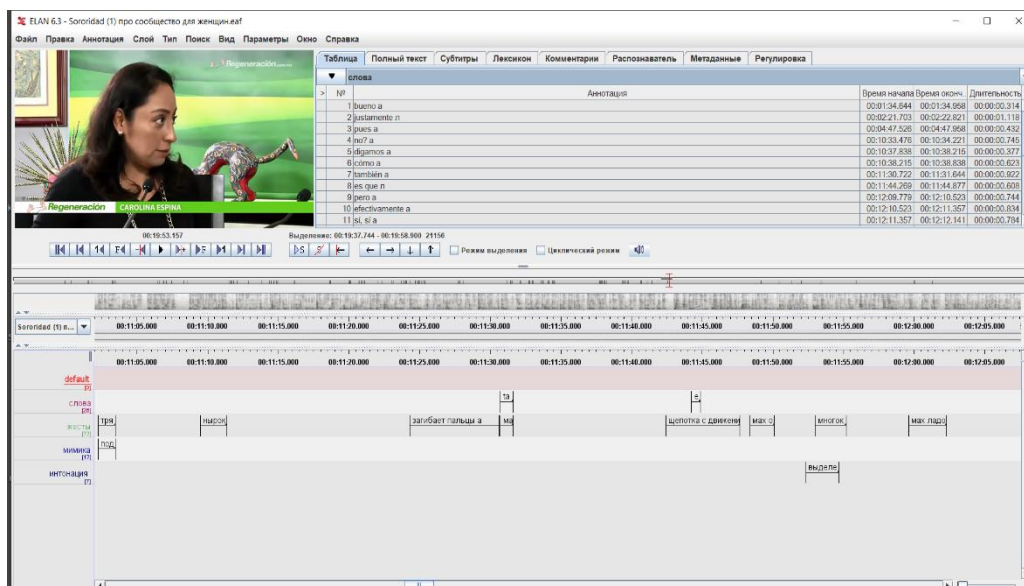 ELAN 6.3 - Sororidad (1) про сообщество для женщин.eaf
Файл Правка Аннотация Слой Тип Поиск Вид Параметры Окно Справка
Таблица Полный текст Субтитры Лексикон Комментарии Распознаватель Метаданные Регулировка
слова
> № Аннотация Время начала Время оконч... Длительность
1 bueno а 00:01:34.644 00:01:34.958 00:00:00.314
2 justamente л 00:02:21.703 00:02:22.821 00:00:01.118
3 pues а 00:04:47.526 00:04:47.958 00:00:00.432
4 no? а 00:10:33.476 00:10:34.221 00:00:00.745
5 digamos а 00:10:37.838 00:10:38.215 00:00:00.377
6 cómo а 00:10:38.215 00:10:38.838 00:00:00.623
7 también а 00:11:30.722 00:11:31.644 00:00:00.922
8 es que л 00:11:44.269 00:11:44.877 00:00:00.608
9 pero а 00:12:09.779 00:12:10.523 00:00:00.744
10 efectivamente а 00:12:10.523 00:12:11.357 00:00:00.834
11 sí, sí а 00:12:11.357 00:12:12.141 00:00:00.784
Regeneración
Regeneración CAROLINA ESPINA
00:19:53.157 Выделение: 00:19:37.744 - 00:19:58.900 21156
Режим выделения Циклический режим
Sororidad (1) п...
00:11:05.000 00:11:10.000 00:11:15.000 00:11:20.000 00:11:25.000 00:11:30.000 00:11:35.000 00:11:40.000 00:11:45.000 00:11:50.000 00:11:55.000 00:12:00.000 00:12:05.000
00:11:05.000 00:11:10.000 00:11:15.000 00:11:20.000 00:11:25.000 00:11:30.000 00:11:35.000 00:11:40.000 00:11:45.000 00:11:50.000 00:11:55.000 00:12:00.000 00:12:05.000
default
слова ta e
жесты тря нырок загибает пальцы а ма щепотка с движени мах о многок мах ладо
мимика под
интонация выделе